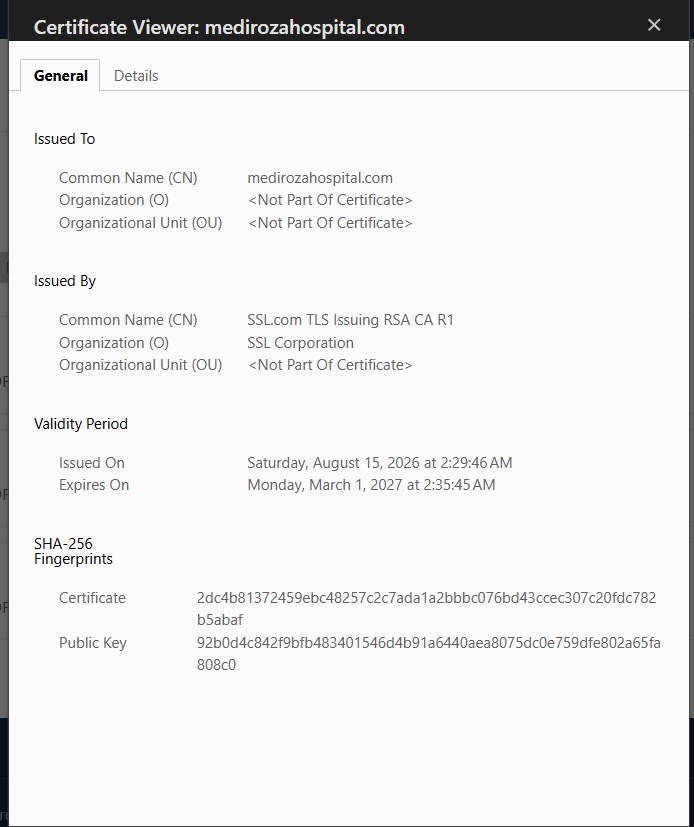 Certificate Viewer: medirozahospital.com
General Details
Issued To
Common Name (CN) medirozahospital.com
Organization (O) <Not Part Of Certificate>
Organizational Unit (OU) <Not Part Of Certificate>
Issued By
Common Name (CN) SSL.com TLS Issuing RSA CA R1
Organization (O) SSL Corporation
Organizational Unit (OU) <Not Part Of Certificate>
Validity Period
Issued On Saturday, August 15, 2026 at 2:29:46 AM
Expires On Monday, March 1, 2027 at 2:35:45 AM
SHA-256
Fingerprints
Certificate 2dc4b81372459ebc48257c2c7ada1a2bbbc076bd43ccec307c20fdc782
b5abaf
Public Key 92b0d4c842f9bfb483401546d4b91a6440aea8075dc0e759dfe802a65fa
808c0